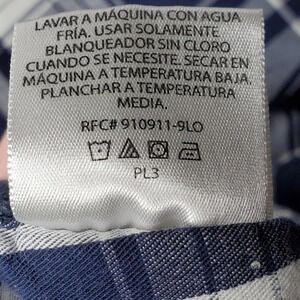 LAVAR A MÁQUINA CON AGUA
FRÍA. USAR SOLAMENTE
BLANQUEADOR SIN CLORO
CUANDO SE NECESITE. SECAR EN
MÁQUINA A TEMPERATURA BAJA.
PLANCHAR A TEMPERATURA
MEDIA.
RFC# 910911-9LO
PL3